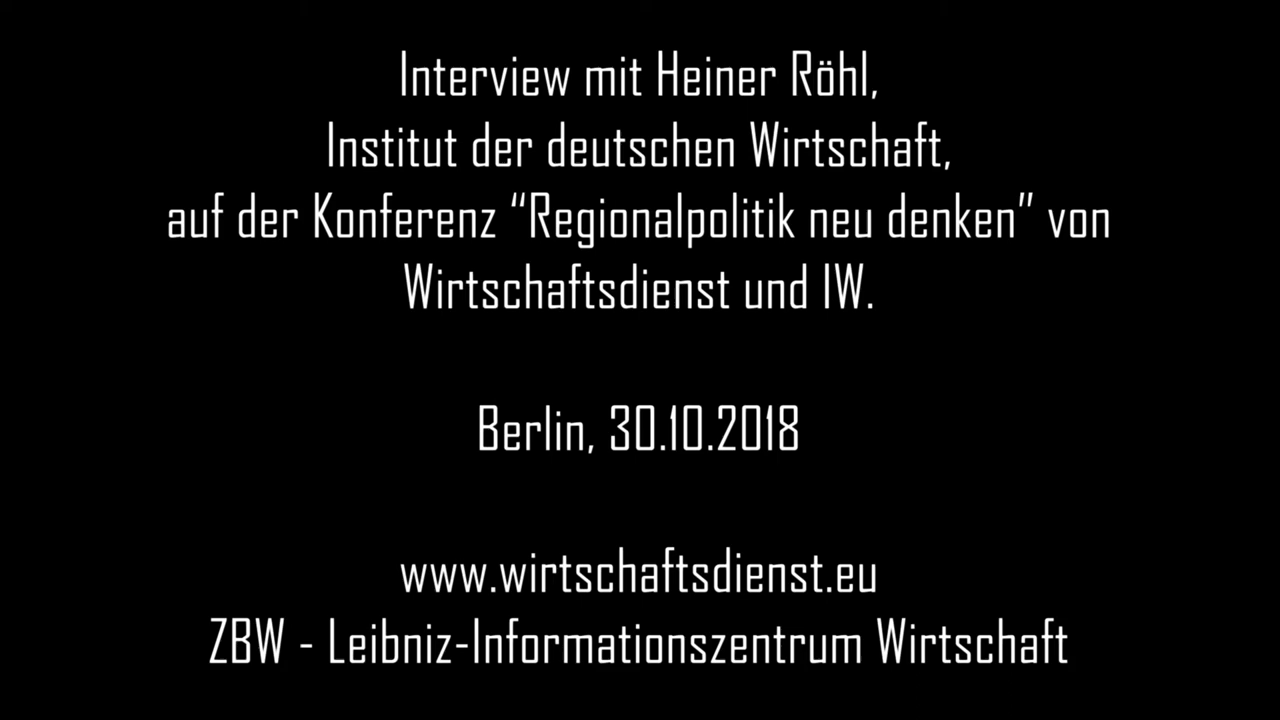 Interview mit Heiner Röhl,
Institut der deutschen Wirtschaft,
auf der Konferenz “Regionalpolitik neu denken” von
Wirtschaftsdienst und IW.
Berlin, 30.10.2018
www.wirtschaftsdienst.eu
ZBW - Leibniz-Informationszentrum Wirtschaft